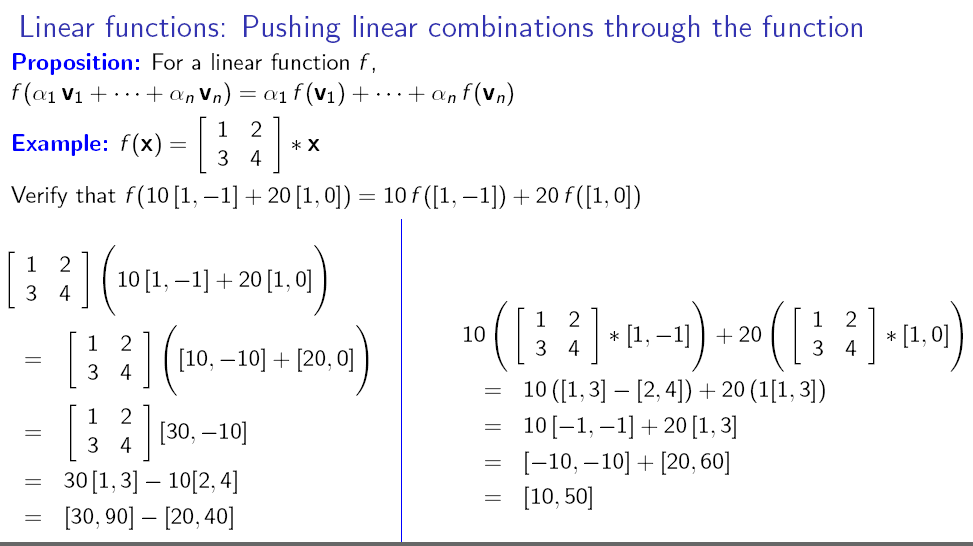 Linear functions: Pushing linear combinations through the function
Proposition: For a linear function f,
f(α₁ v₁ + ··· + αₙ vₙ) = α₁ f(v₁) + ··· + αₙ f(vₙ)
Example: f(x) = [ 1 2 ; 3 4 ] * x
Verify that f(10 [1, −1] + 20 [1, 0]) = 10 f([1, −1]) + 20 f([1, 0])
[ 1 2 ; 3 4 ] (10 [1, −1] + 20 [1, 0])
= [ 1 2 ; 3 4 ] ([10, −10] + [20, 0])
= [ 1 2 ; 3 4 ] [30, −10]
= 30 [1, 3] − 10[2, 4]
= [30, 90] − [20, 40]
10 ([ 1 2 ; 3 4 ] * [1, −1]) + 20 ([ 1 2 ; 3 4 ] * [1, 0])
= 10 ([1, 3] − [2, 4]) + 20 (1[1, 3])
= 10 [−1, −1] + 20 [1, 3]
= [−10, −10] + [20, 60]
= [10, 50]